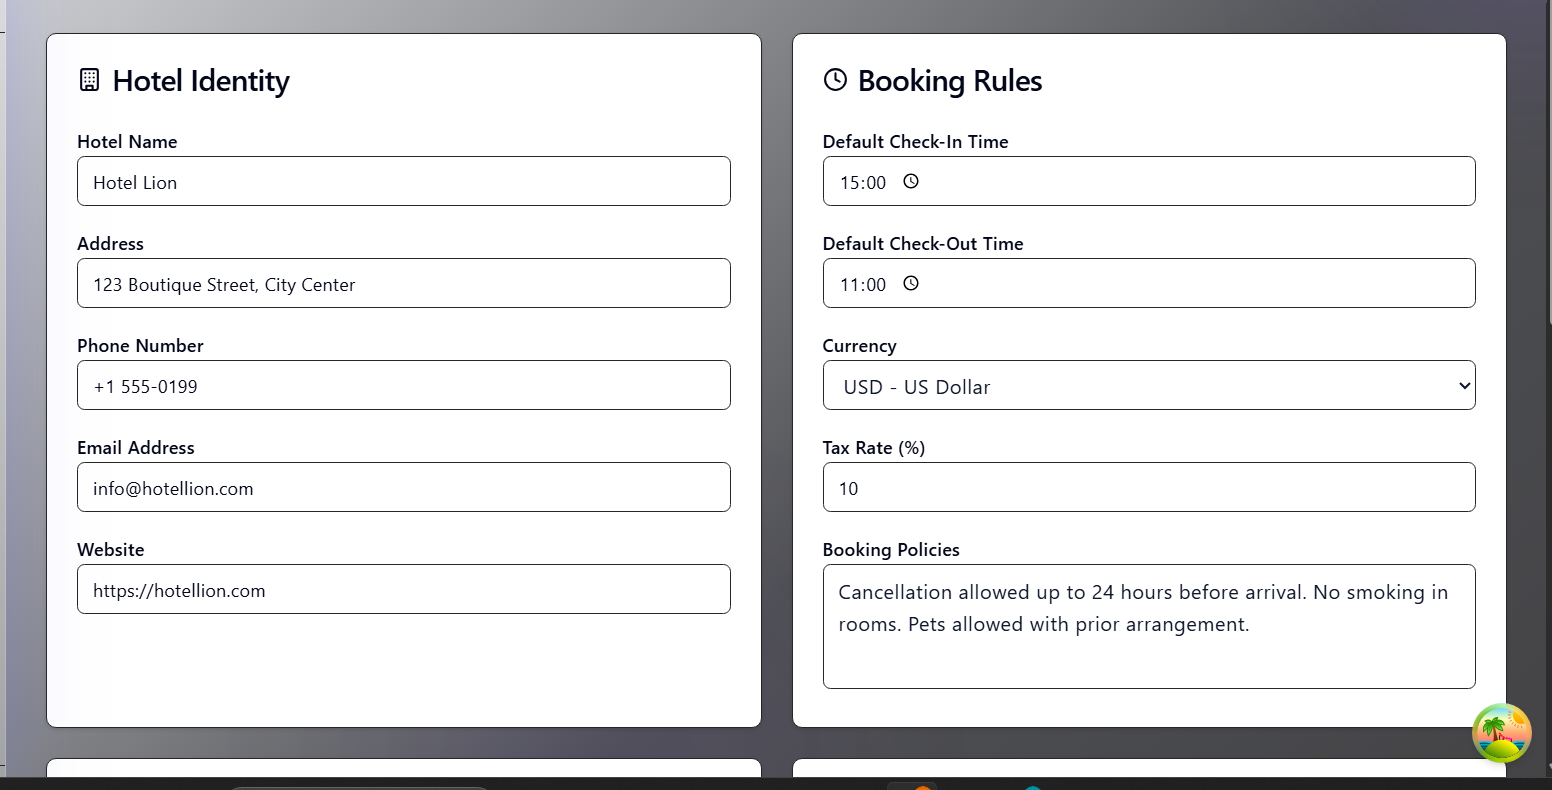 Hotel Identity
Hotel Name
Hotel Lion
Address
123 Boutique Street, City Center
Phone Number
+1 555-0199
Email Address
info@hotellion.com
Website
https://hotellion.com
Booking Rules
Default Check-In Time
15:00
Default Check-Out Time
11:00
Currency
USD - US Dollar
Tax Rate (%)
10
Booking Policies
Cancellation allowed up to 24 hours before arrival. No smoking in
rooms. Pets allowed with prior arrangement.